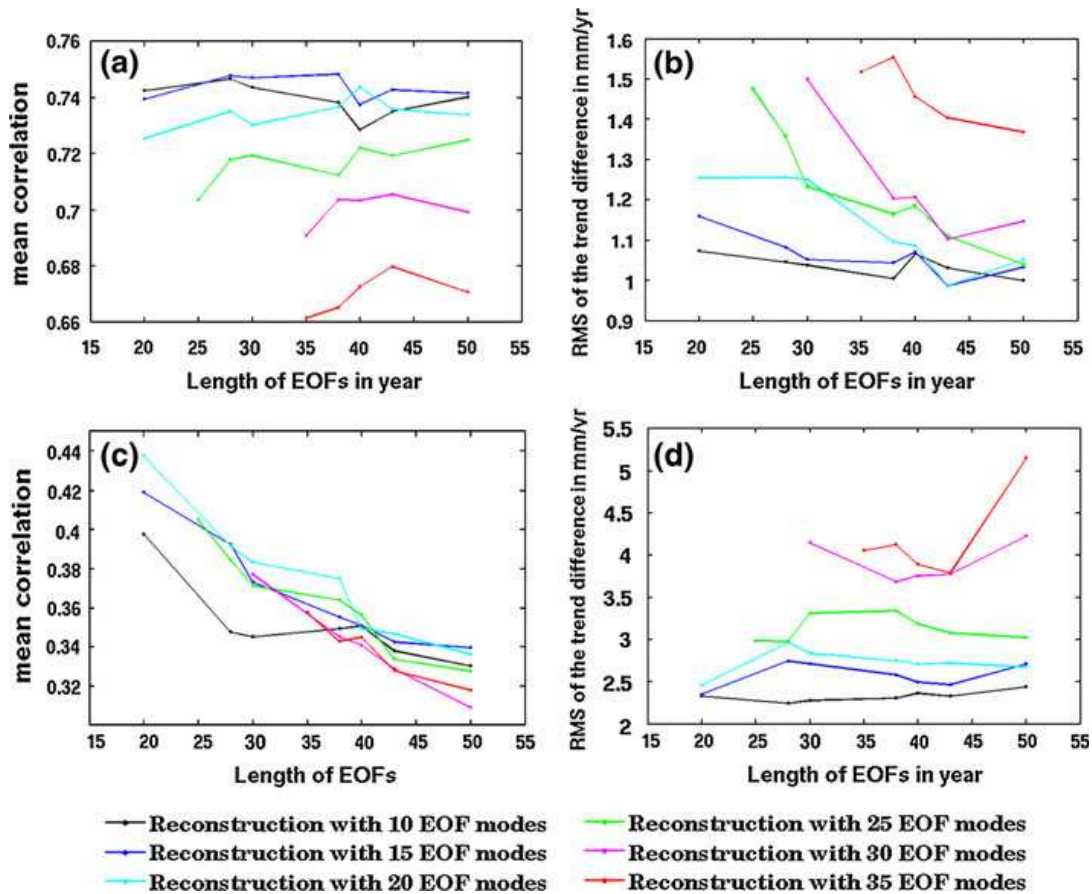 (a)
mean correlation
0.76
0.74
0.72
0.7
0.68
0.66
15 20 25 30 35 40 45 50 55
Length of EOFs in year
(b)
RMS of the trend difference in mm/yr
1.6
1.5
1.4
1.3
1.2
1.1
1
0.9
15 20 25 30 35 40 45 50 55
Length of EOFs in year
(c)
mean correlation
0.44
0.42
0.4
0.38
0.36
0.34
0.32
15 20 25 30 35 40 45 50 55
Length of EOFs
(d)
RMS of the trend difference in mm/yr
5.5
5
4.5
4
3.5
3
2.5
2
15 20 25 30 35 40 45 50 55
Length of EOFs in year
Reconstruction with 10 EOF modes
Reconstruction with 15 EOF modes
Reconstruction with 20 EOF modes
Reconstruction with 25 EOF modes
Reconstruction with 30 EOF modes
Reconstruction with 35 EOF modes